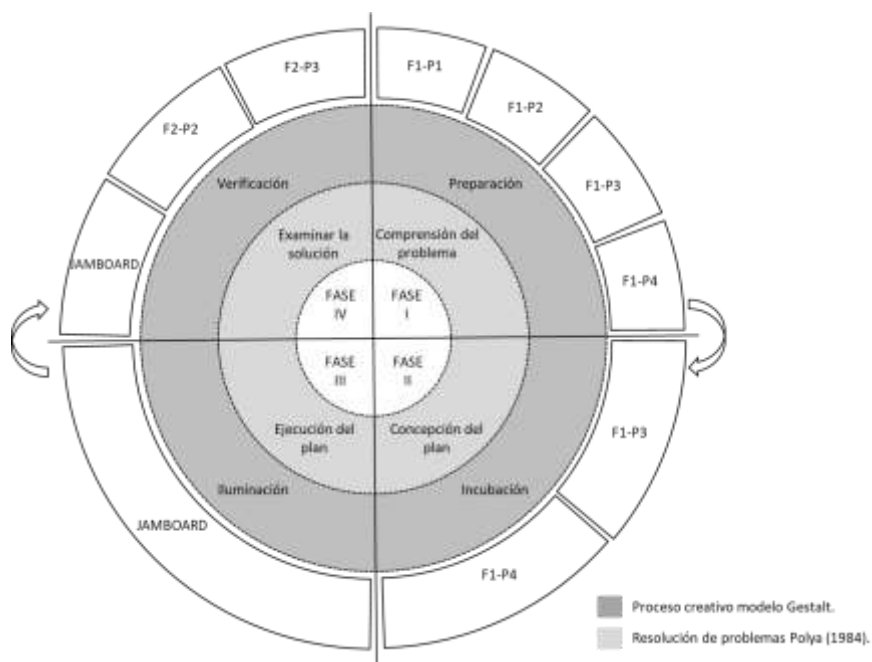 F2-P3
F1-P1
F2-P2
F1-P2
Verificación
Preparación
F1-P3
Examinar la
solución
Comprensión del
problema
JAMBOARD
F1-P4
FASE
IV
FASE
I
FASE
III
FASE
II
Ejecución del
plan
Concepción del
plan
F1-P3
Iluminación
Incubación
JAMBOARD
F1-P4
Proceso creativo modelo Gestalt.
Resolución de problemas Polya (1984).